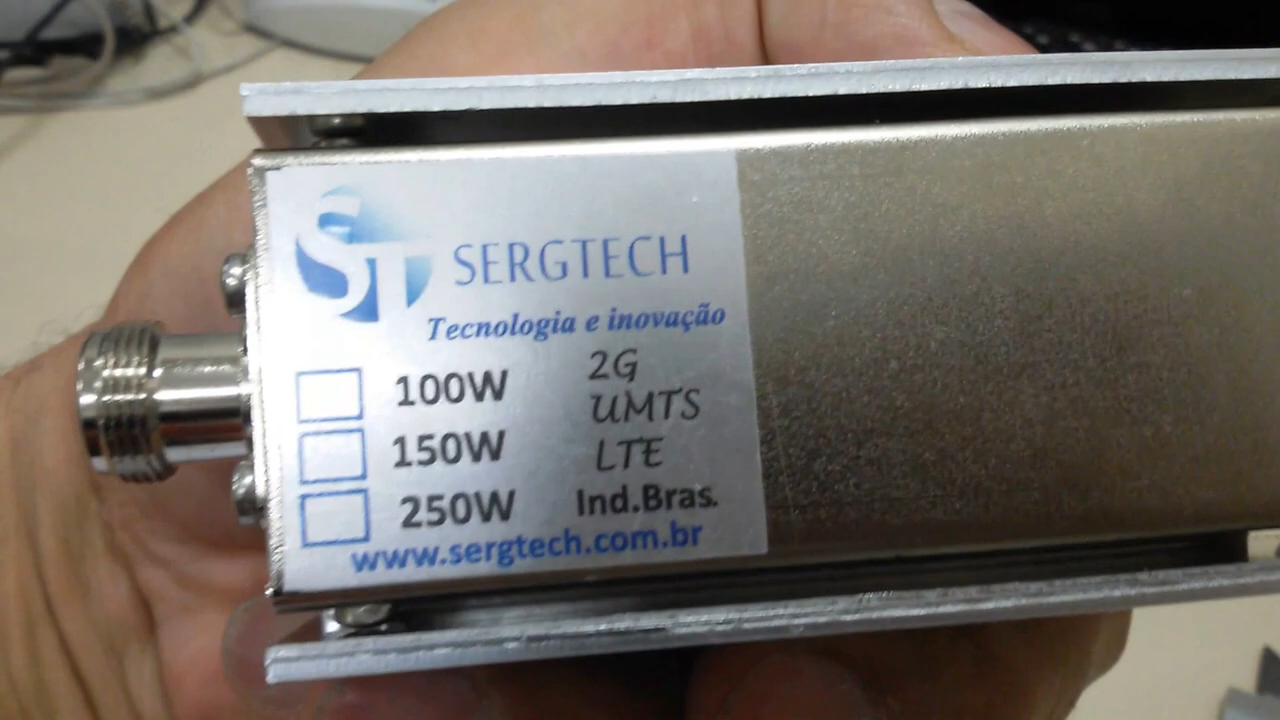 ST SERGTECH
Tecnologia e inovação
100W 2G
UMTS
150W LTE
250W Ind.Bras.
www.sergtech.com.br